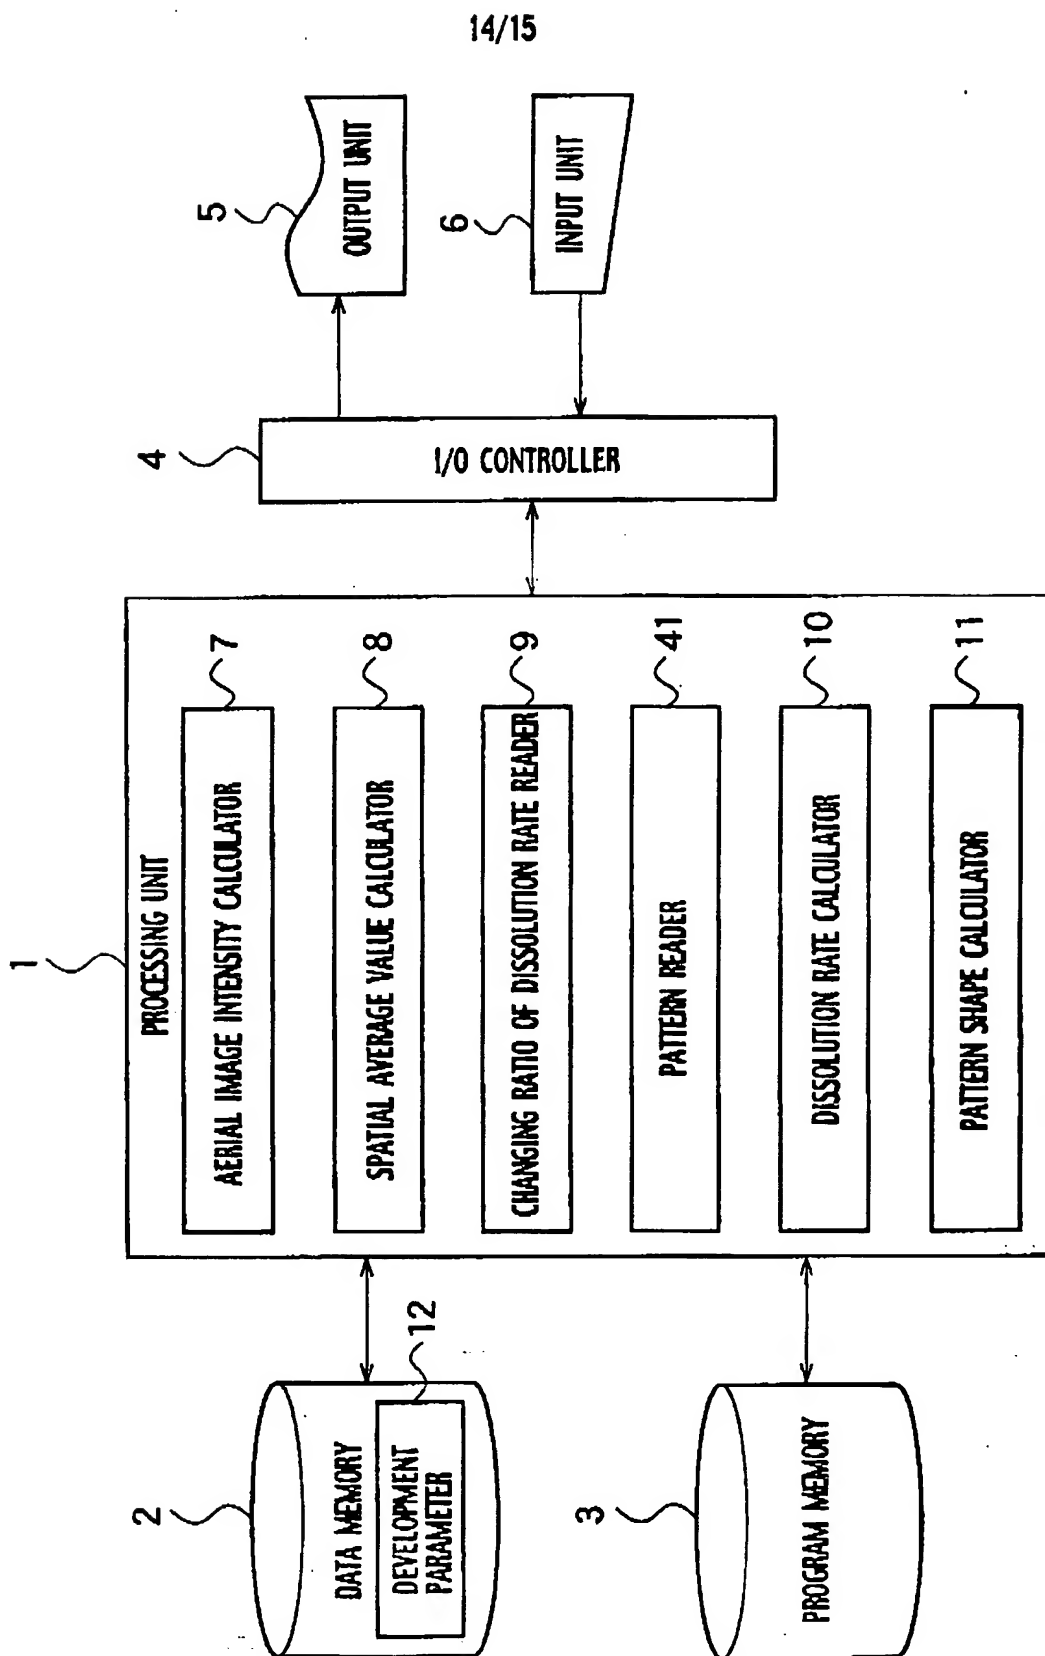 14/15
1
PROCESSING UNIT
AERIAL IMAGE INTENSITY CALCULATOR
7
SPATIAL AVERAGE VALUE CALCULATOR
8
CHANGING RATIO OF DISSOLUTION RATE READER
9
PATTERN READER
41
DISSOLUTION RATE CALCULATOR
10
PATTERN SHAPE CALCULATOR
11
2
DATA MEMORY
DEVELOPMENT
PARAMETER
12
3
PROGRAM MEMORY
4
I/O CONTROLLER
5
OUTPUT UNIT
6
INPUT UNIT